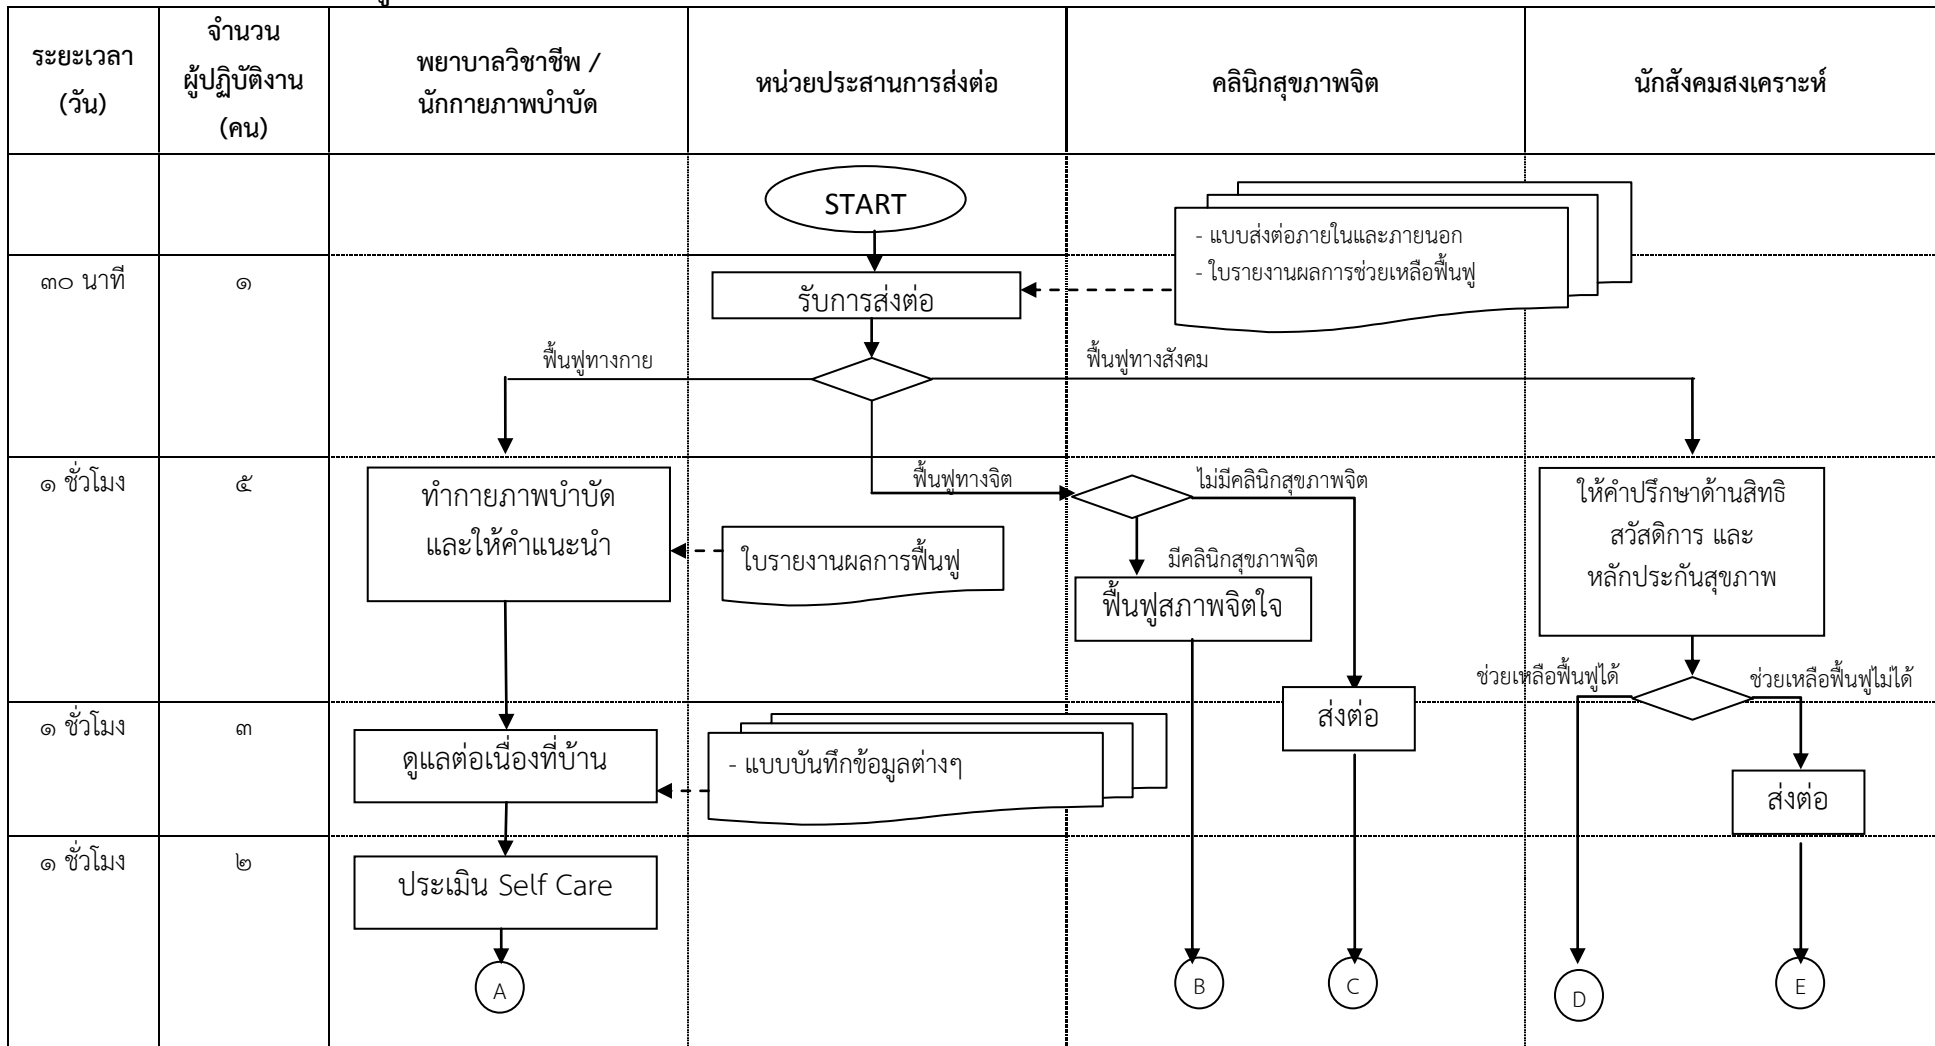 ระยะเวลา
(วัน)
จำนวน
ผู้ปฏิบัติงาน
(คน)
พยาบาลวิชาชีพ /
นักกายภาพบำบัด
หน่วยประสานการส่งต่อ
คลินิกสุขภาพจิต
นักสังคมสงเคราะห์
START
- แบบส่งต่อภายในและภายนอก
- ใบรายงานผลการช่วยเหลือฟื้นฟู
๓๐ นาที
๑
รับการส่งต่อ
ฟื้นฟูทางกาย
ฟื้นฟูทางสังคม
๑ ชั่วโมง
๕
ทำกายภาพบำบัด
และให้คำแนะนำ
ใบรายงานผลการฟื้นฟู
ฟื้นฟูทางจิต
ไม่มีคลินิกสุขภาพจิต
มีคลินิกสุขภาพจิต
ฟื้นฟูสภาพจิตใจ
ส่งต่อ
ให้คำปรึกษาด้านสิทธิ
สวัสดิการ และ
หลักประกันสุขภาพ
ช่วยเหลือฟื้นฟูได้
ช่วยเหลือฟื้นฟูไม่ได้
๑ ชั่วโมง
๓
ดูแลต่อเนื่องที่บ้าน
- แบบบันทึกข้อมูลต่างๆ
ส่งต่อ
๑ ชั่วโมง
๒
ประเมิน Self Care
A
B
C
D
E